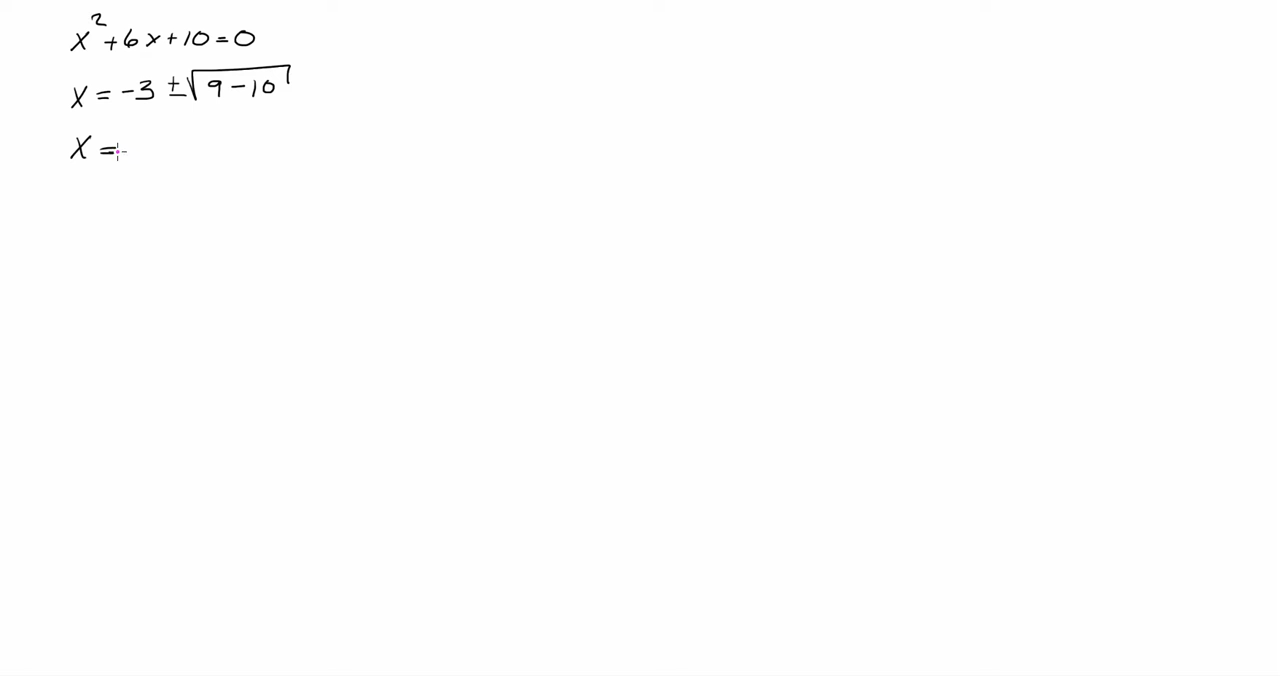 x² + 6x + 10 = 0
x = -3 ± √(9 - 10)
x =